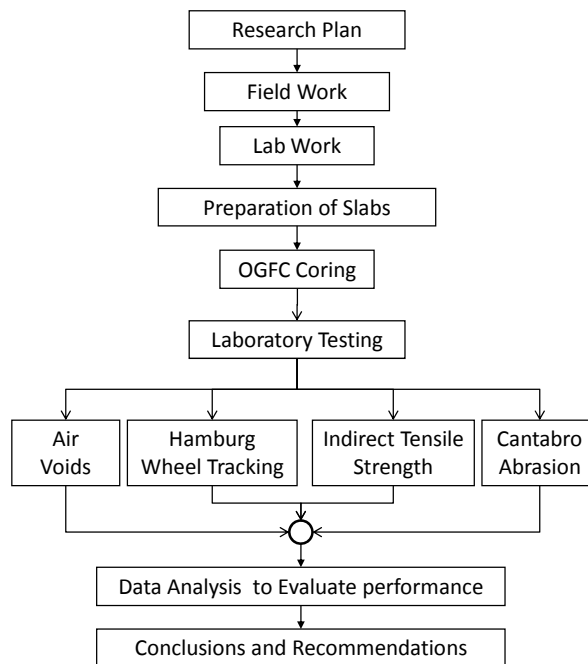 Research Plan
Field Work
Lab Work
Preparation of Slabs
OGFC Coring
Laboratory Testing
Air
Voids
Hamburg
Wheel Tracking
Indirect Tensile
Strength
Cantabro
Abrasion
Data Analysis  to Evaluate performance
Conclusions and Recommendations